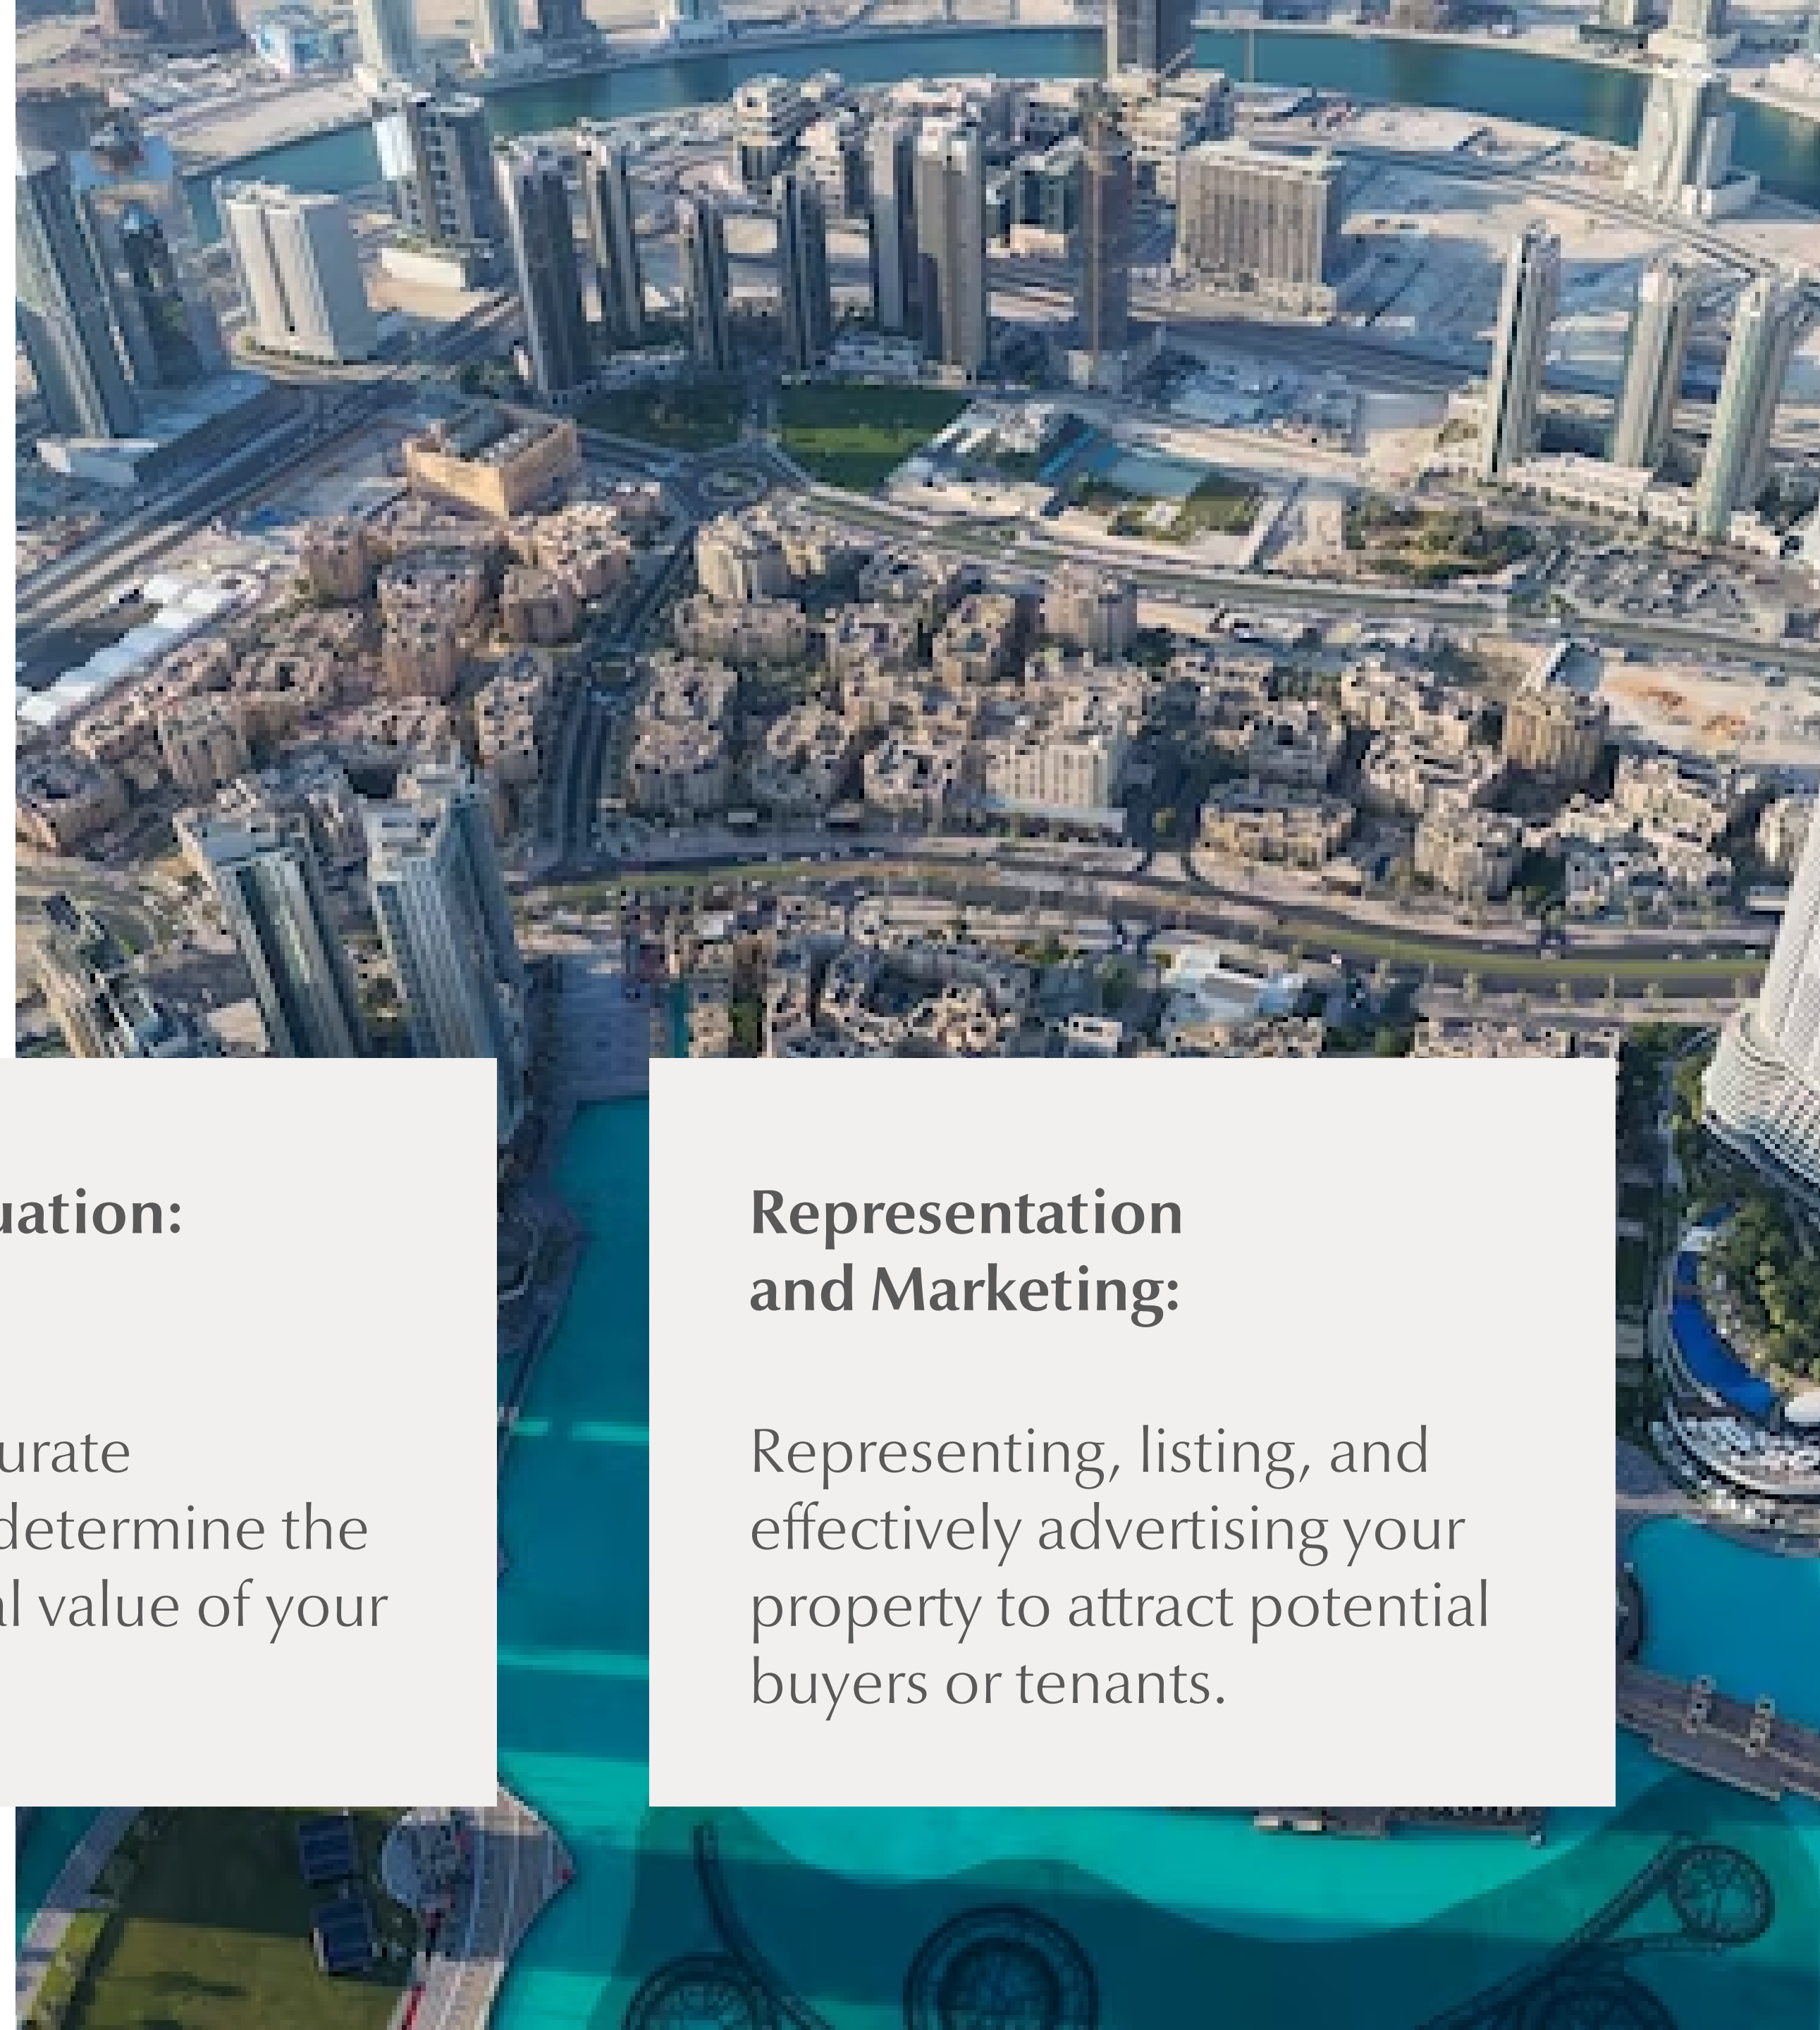 uation:
urate
determine the
al value of your
Representation
and Marketing:
Representing, listing, and
effectively advertising your
property to attract potential
buyers or tenants.